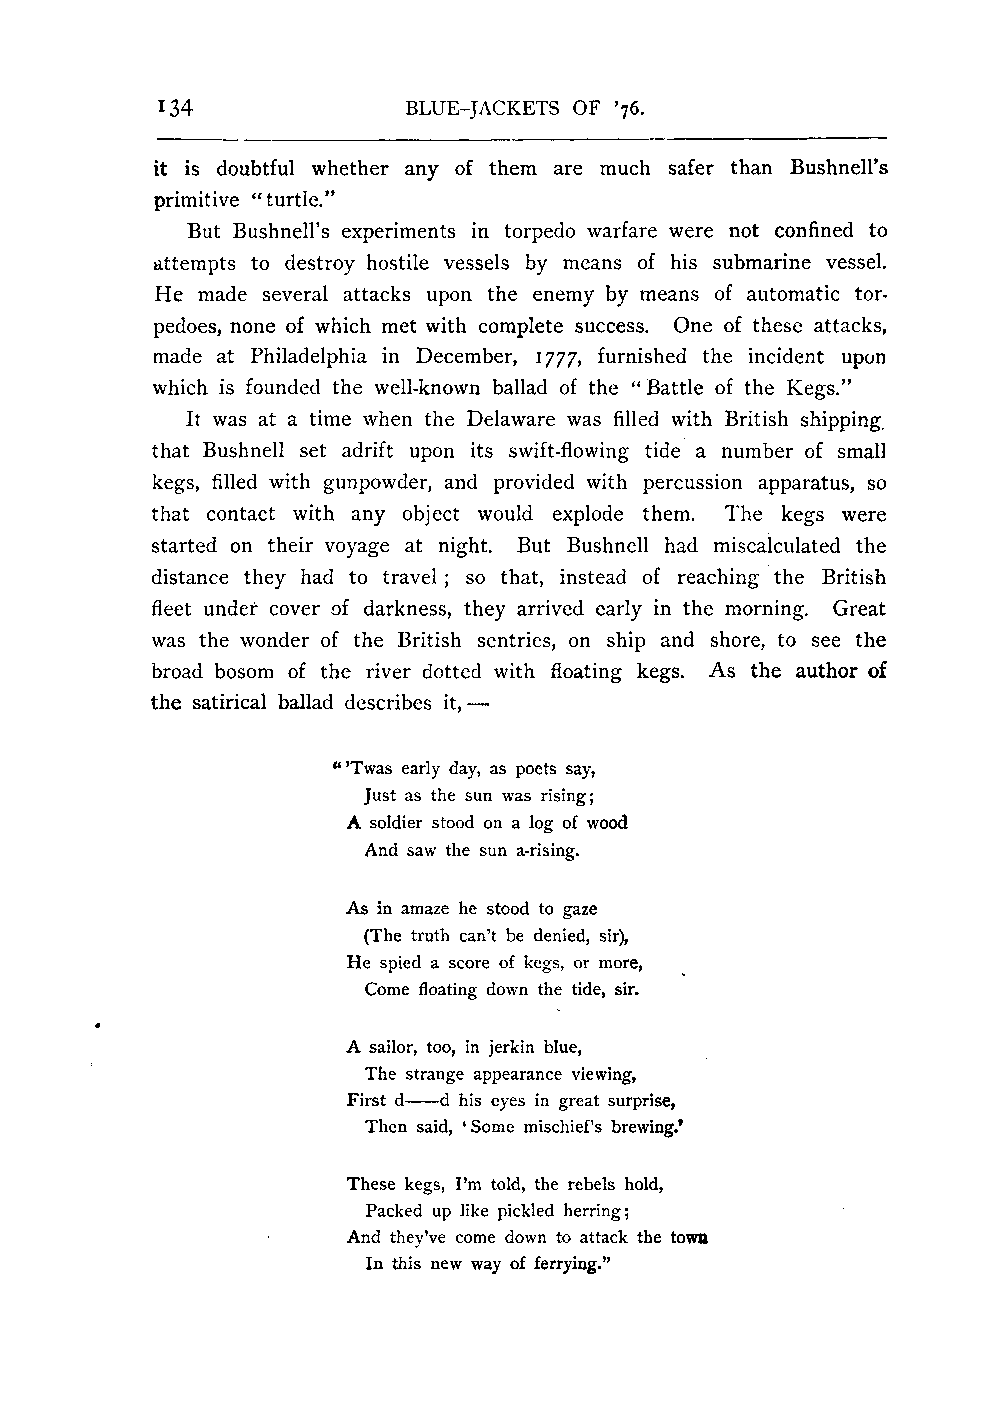 134 BLUE-JACKETS OF '76.
it is doubtful whether any of them are much safer than Bushnell's
primitive "turtle."
But Bushnell's experiments in torpedo warfare were not confined to
attempts to destroy hostile vessels by means of his submarine vessel.
He made several attacks upon the enemy by means of automatic tor-
pedoes, none of which met with complete success. One of these attacks,
made at Philadelphia in December, 1777, furnished the incident upon
which is founded the well-known ballad of the "Battle of the Kegs."
It was at a time when the Delaware was filled with British shipping,
that Bushnell set adrift upon its swift-flowing tide a number of small
kegs, filled with gunpowder, and provided with percussion apparatus, so
that contact with any object would explode them. The kegs were
started on their voyage at night. But Bushnell had miscalculated the
distance they had to travel; so that, instead of reaching the British
fleet under cover of darkness, they arrived early in the morning. Great
was the wonder of the British sentries, on ship and shore, to see the
broad bosom of the river dotted with floating kegs. As the author of
the satirical ballad describes it,—
"'Twas early day, as poets say,
Just as the sun was rising;
A soldier stood on a log of wood
And saw the sun a-rising.
As in amaze he stood to gaze
(The truth can't be denied, sir),
He spied a score of kegs, or more,
Come floating down the tide, sir.
A sailor, too, in jerkin blue,
The strange appearance viewing,
First d——d his eyes in great surprise,
Then said, 'Some mischief's brewing.'
These kegs, I'm told, the rebels hold,
Packed up like pickled herring;
And they've come down to attack the town
In this new way of ferrying."